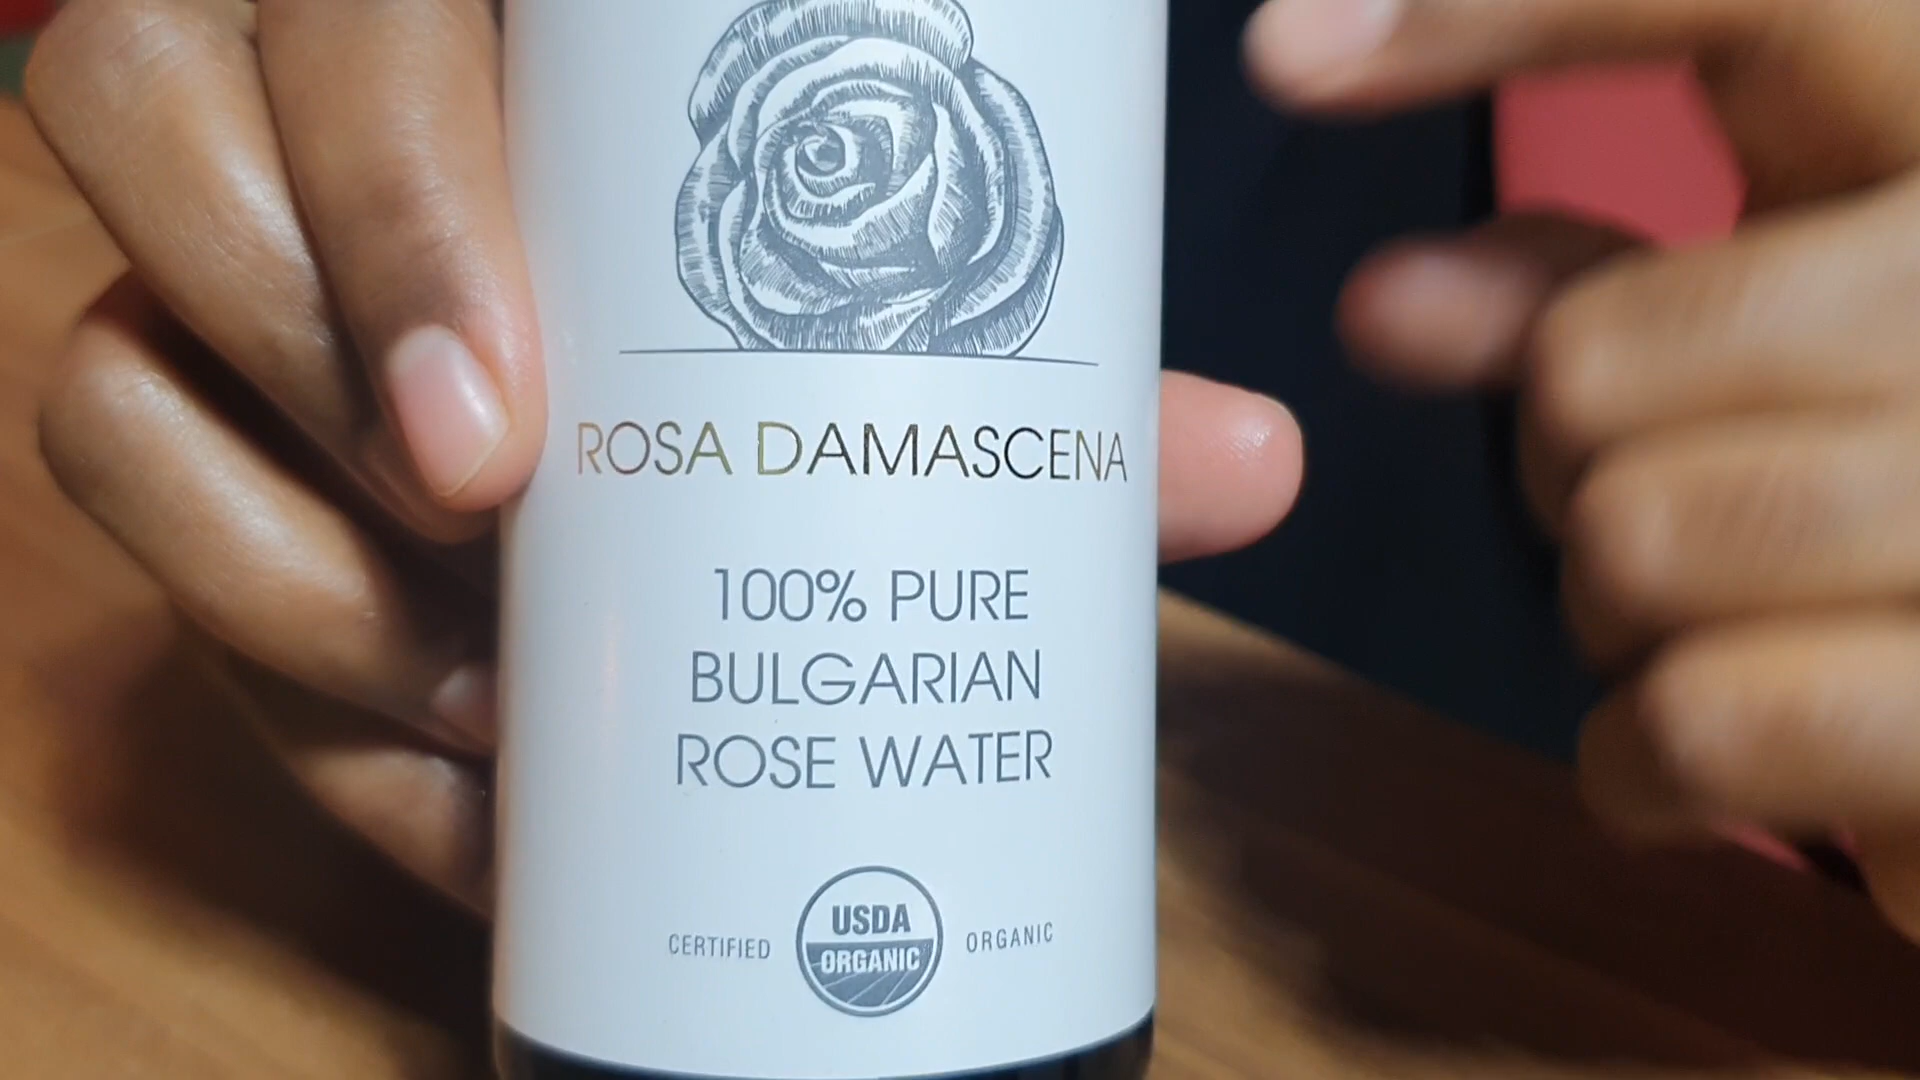 ROSA DAMASCENA
100% PURE
BULGARIAN
ROSE WATER
CERTIFIED
USDA
ORGANIC
ORGANIC